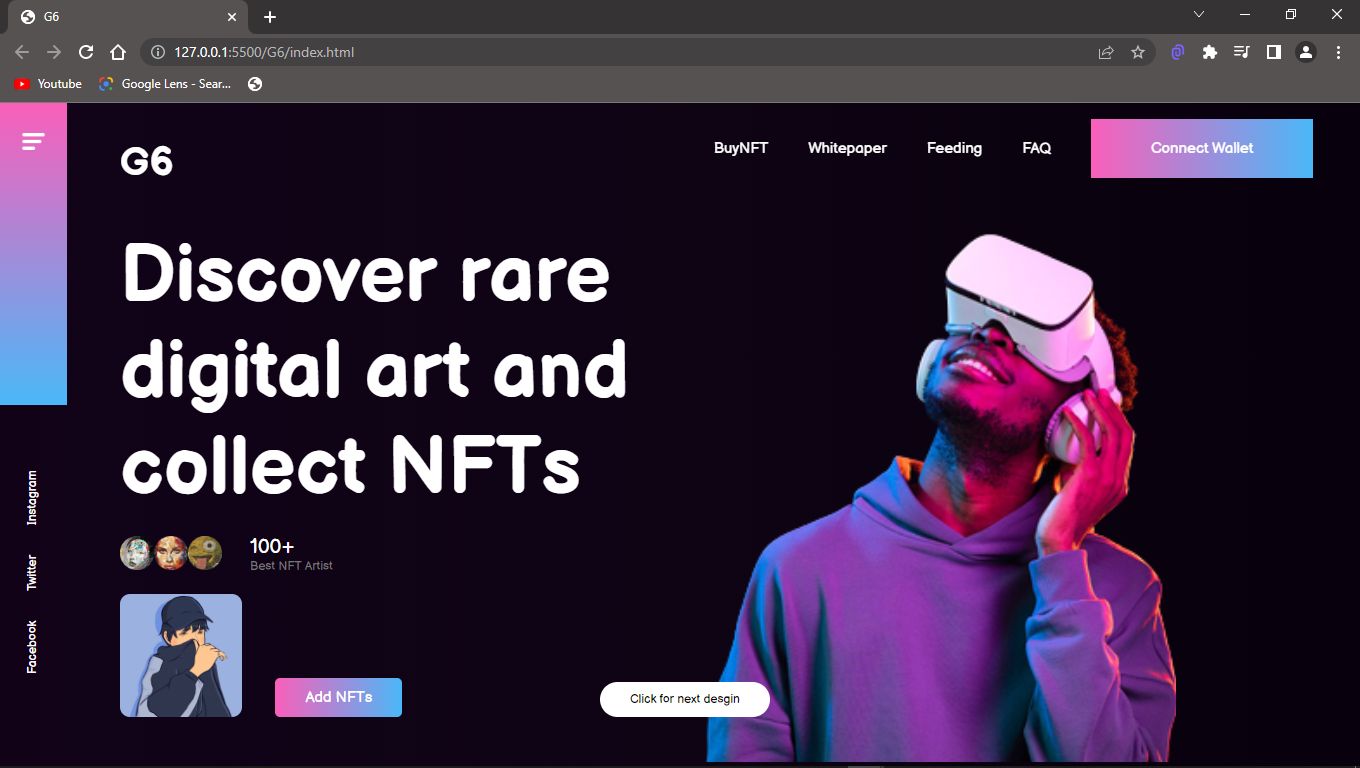 G6
127.0.0.1:5500/G6/index.html
Youtube
Google Lens - Sear...
G6
BuyNFT
Whitepaper
Feeding
FAQ
Connect Wallet
Discover rare
digital art and
collect NFTs
100+
Best NFT Artist
Instagram
Twitter
Facebook
Add NFTs
Click for next desgin